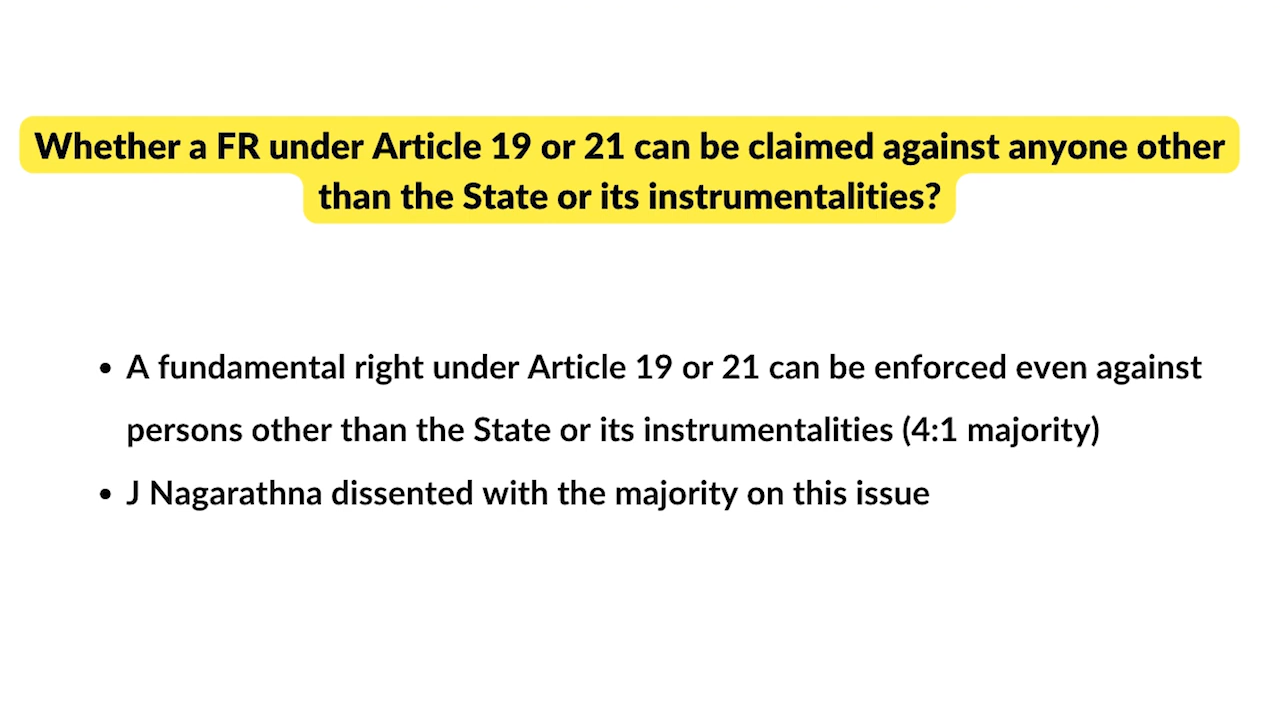 Whether a FR under Article 19 or 21 can be claimed against anyone other
than the State or its instrumentalities?
• A fundamental right under Article 19 or 21 can be enforced even against
persons other than the State or its instrumentalities (4:1 majority)
• J Nagarathna dissented with the majority on this issue